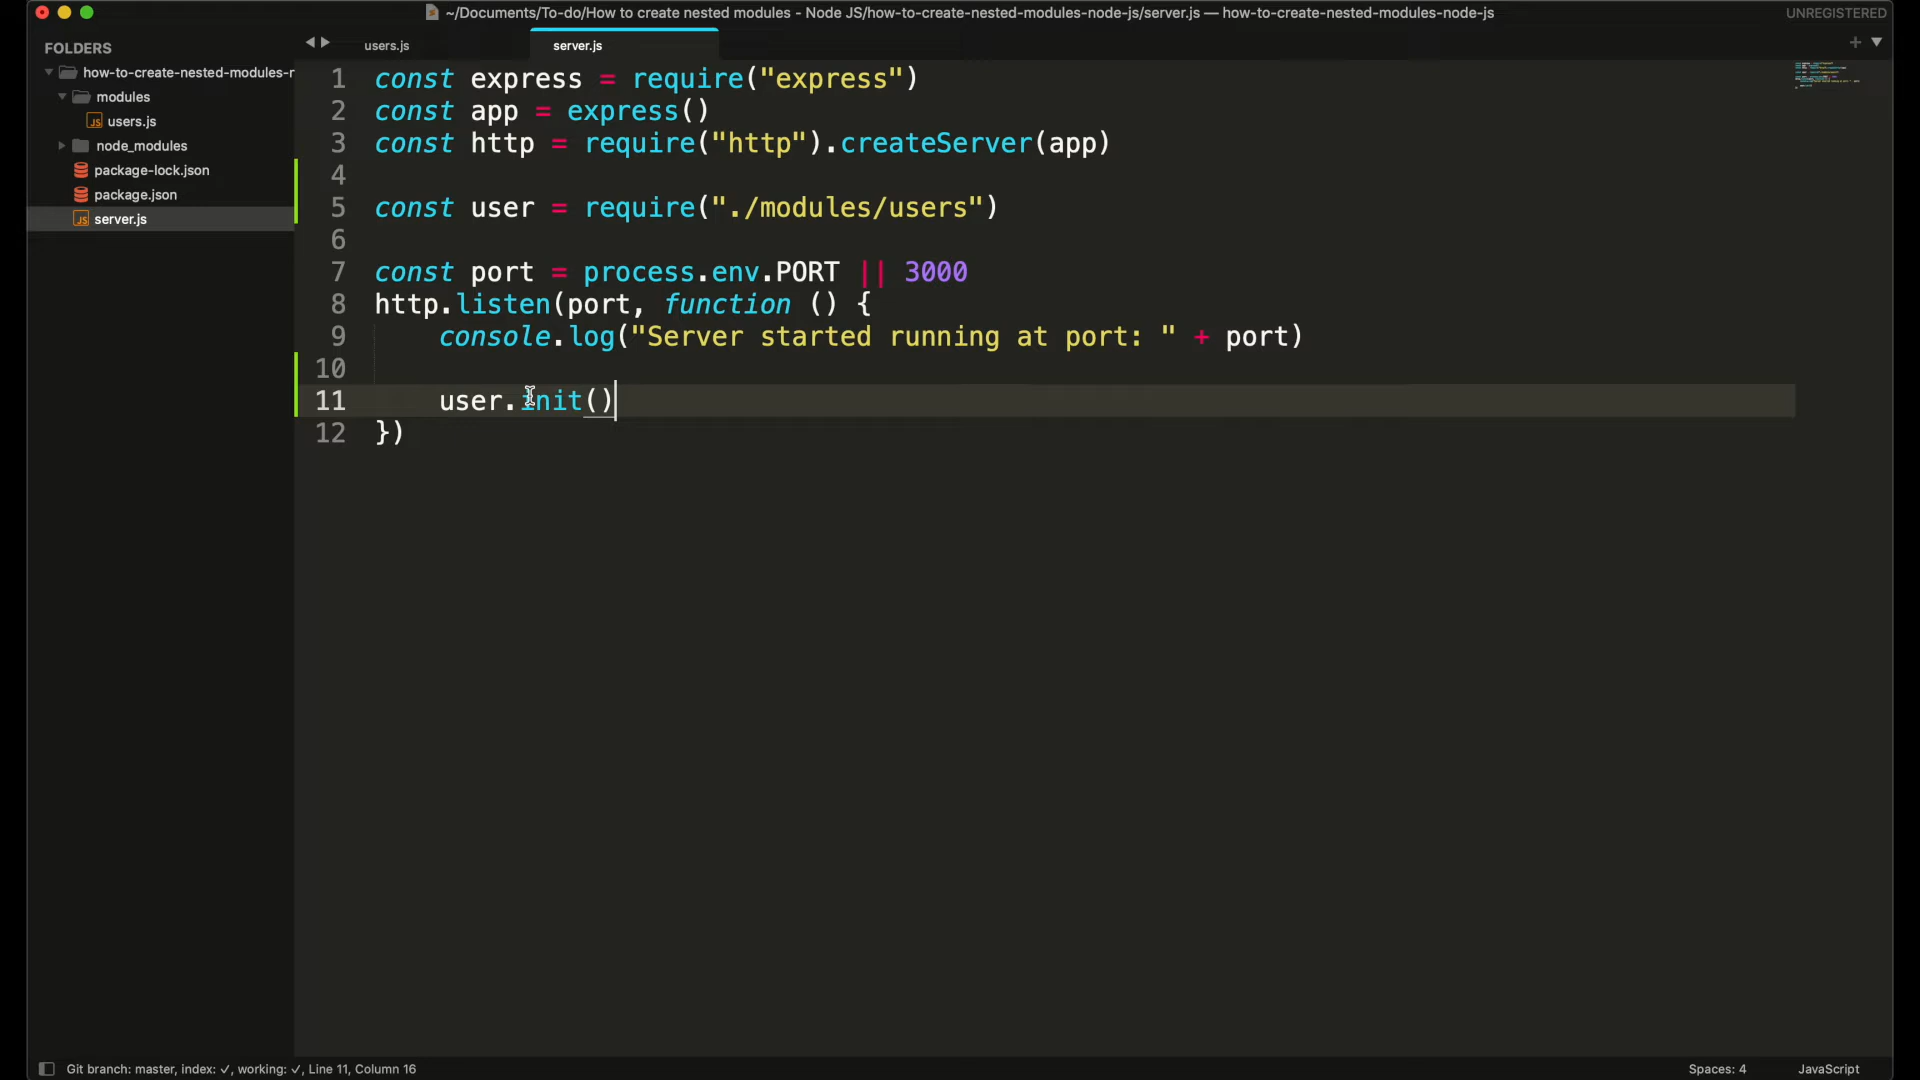 ~/Documents/To-do/How to create nested modules - Node JS/how-to-create-nested-modules-node-js/server.js — how-to-create-nested-modules-node-js
UNREGISTERED
FOLDERS
how-to-create-nested-modules-r
modules
users.js
node_modules
package-lock.json
package.json
server.js
users.js
server.js
1 const express = require("express")
2 const app = express()
3 const http = require("http").createServer(app)
4
5 const user = require("./modules/users")
6
7 const port = process.env.PORT || 3000
8 http.listen(port, function () {
9 console.log("Server started running at port: " + port)
10
11 user.init()
12 })
Git branch: master, index: ✓, working: ✓, Line 11, Column 16
Spaces: 4
JavaScript